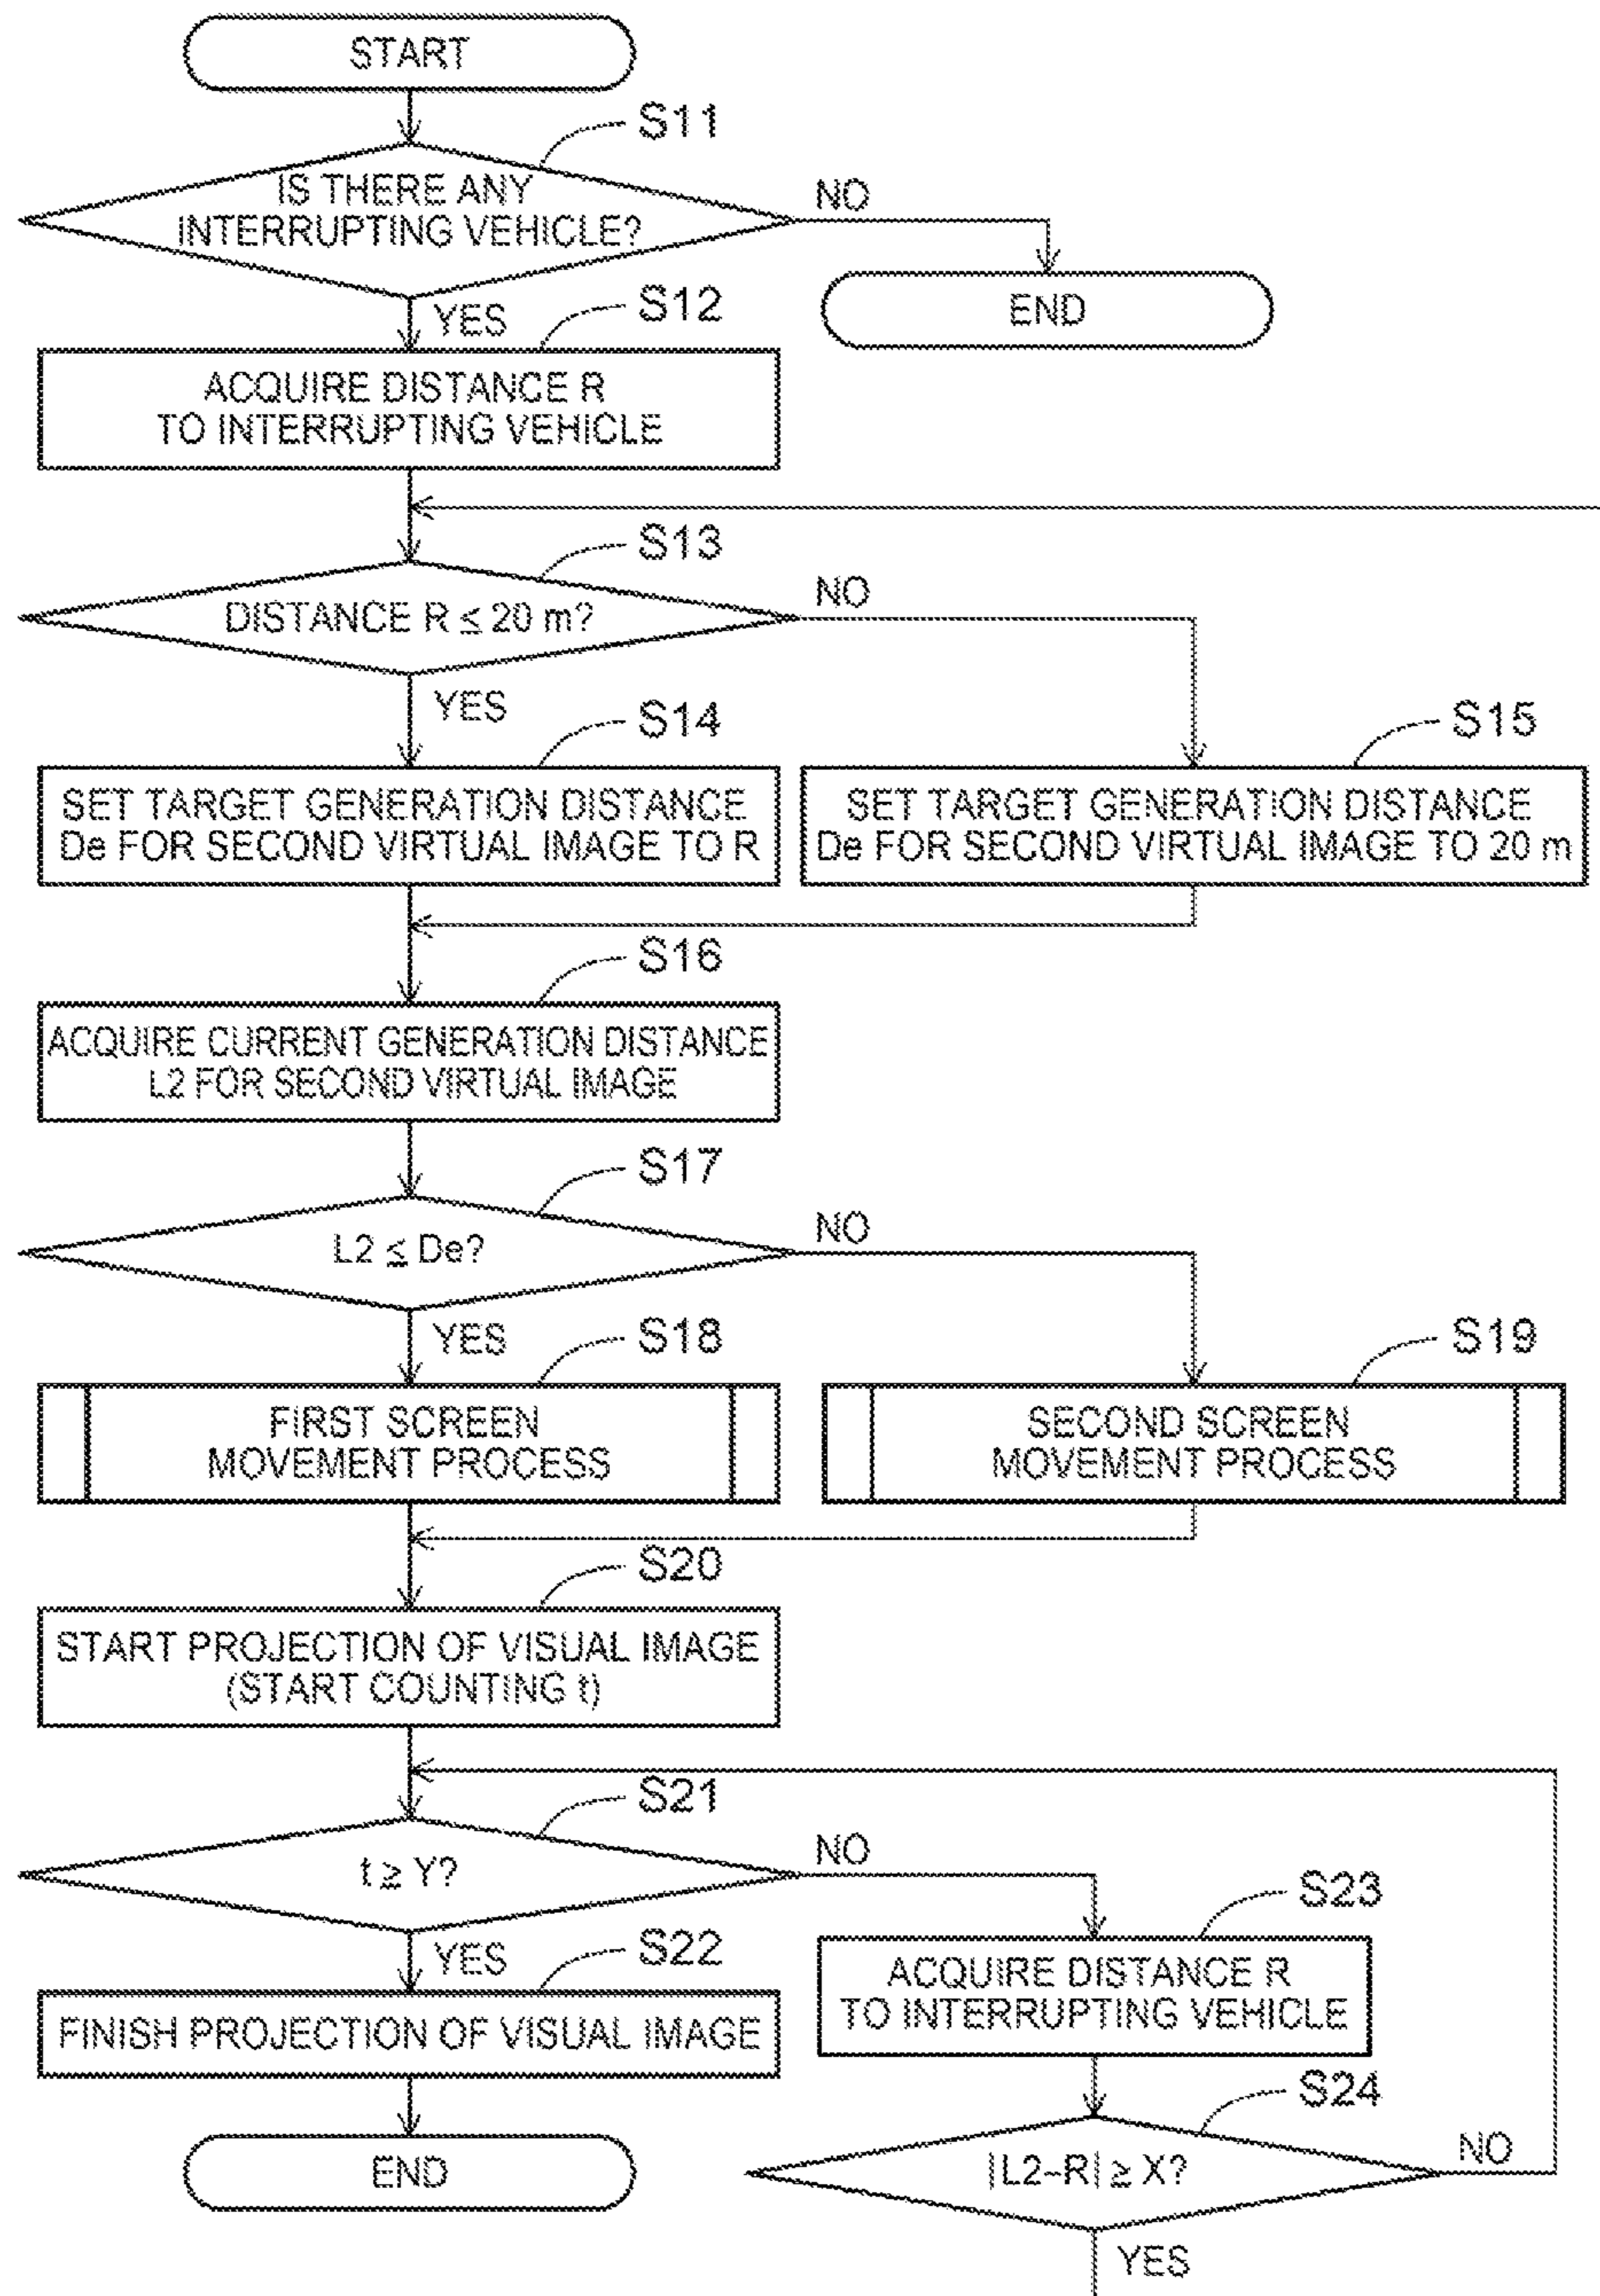 START
S11
IS THERE ANY
INTERRUPTING VEHICLE?
NO
END
YES
S12
ACQUIRE DISTANCE R
TO INTERRUPTING VEHICLE
S13
DISTANCE R ≤ 20 m?
NO
YES
S14
SET TARGET GENERATION DISTANCE
De FOR SECOND VIRTUAL IMAGE TO R
S15
SET TARGET GENERATION DISTANCE
De FOR SECOND VIRTUAL IMAGE TO 20 m
S16
ACQUIRE CURRENT GENERATION DISTANCE
L2 FOR SECOND VIRTUAL IMAGE
S17
L2 ≤ De?
NO
YES
S18
FIRST SCREEN
MOVEMENT PROCESS
S19
SECOND SCREEN
MOVEMENT PROCESS
S20
START PROJECTION OF VISUAL IMAGE
(START COUNTING t)
S21
t ≥ Y?
NO
YES
S22
FINISH PROJECTION OF VISUAL IMAGE
END
S23
ACQUIRE DISTANCE R
TO INTERRUPTING VEHICLE
S24
|L2−R| ≥ X?
NO
YES